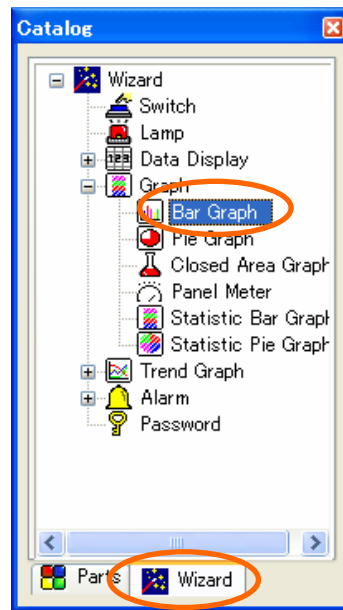 Catalog
Wizard
Switch
Lamp
123 Data Display
Graph
Bar Graph
Pie Graph
Closed Area Graph
Panel Meter
Statistic Bar Graph
Statistic Pie Graph
Trend Graph
Alarm
Password
Parts Wizard